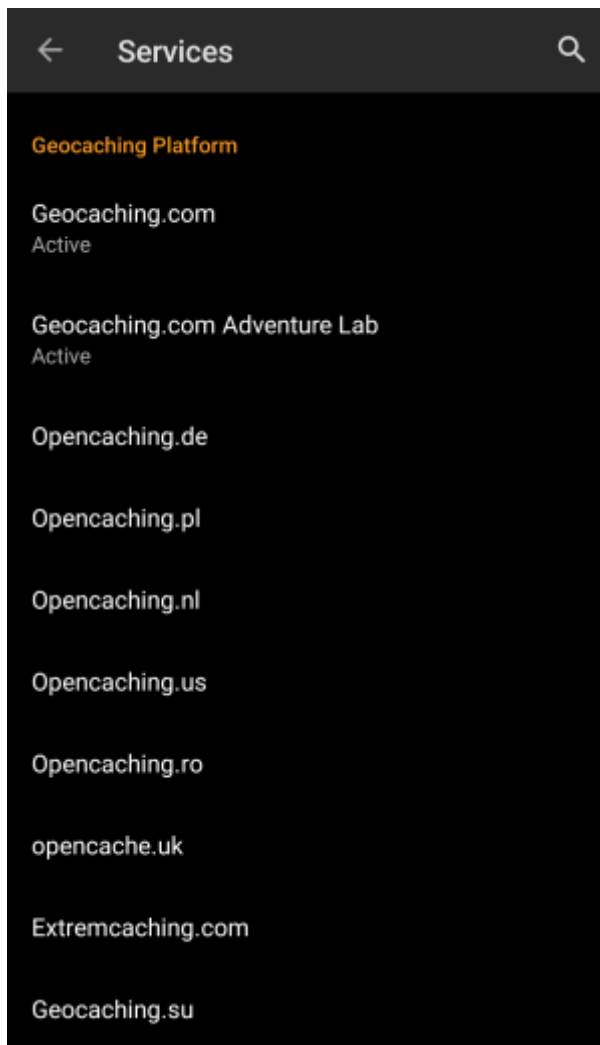 Services
Geocaching Platform
Geocaching.com
Active
Geocaching.com Adventure Lab
Active
Opencaching.de
Opencaching.pl
Opencaching.nl
Opencaching.us
Opencaching.ro
opencache.uk
Extremcaching.com
Geocaching.su